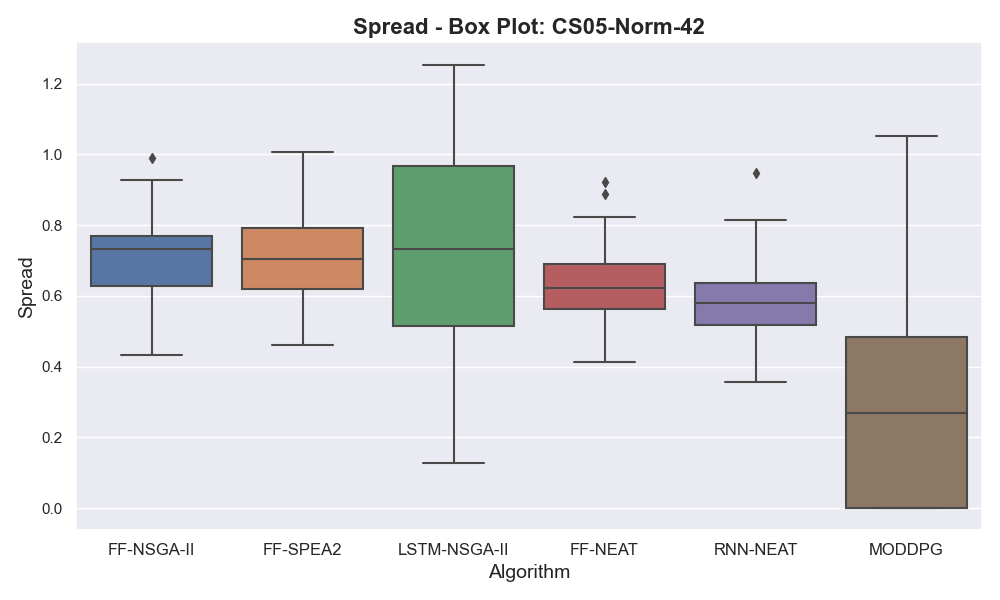 Spread - Box Plot: CS05-Norm-42
Spread
1.2
1.0
0.8
0.6
0.4
0.2
0.0
FF-NSGA-II FF-SPEA2 LSTM-NSGA-II FF-NEAT RNN-NEAT MODDPG
Algorithm